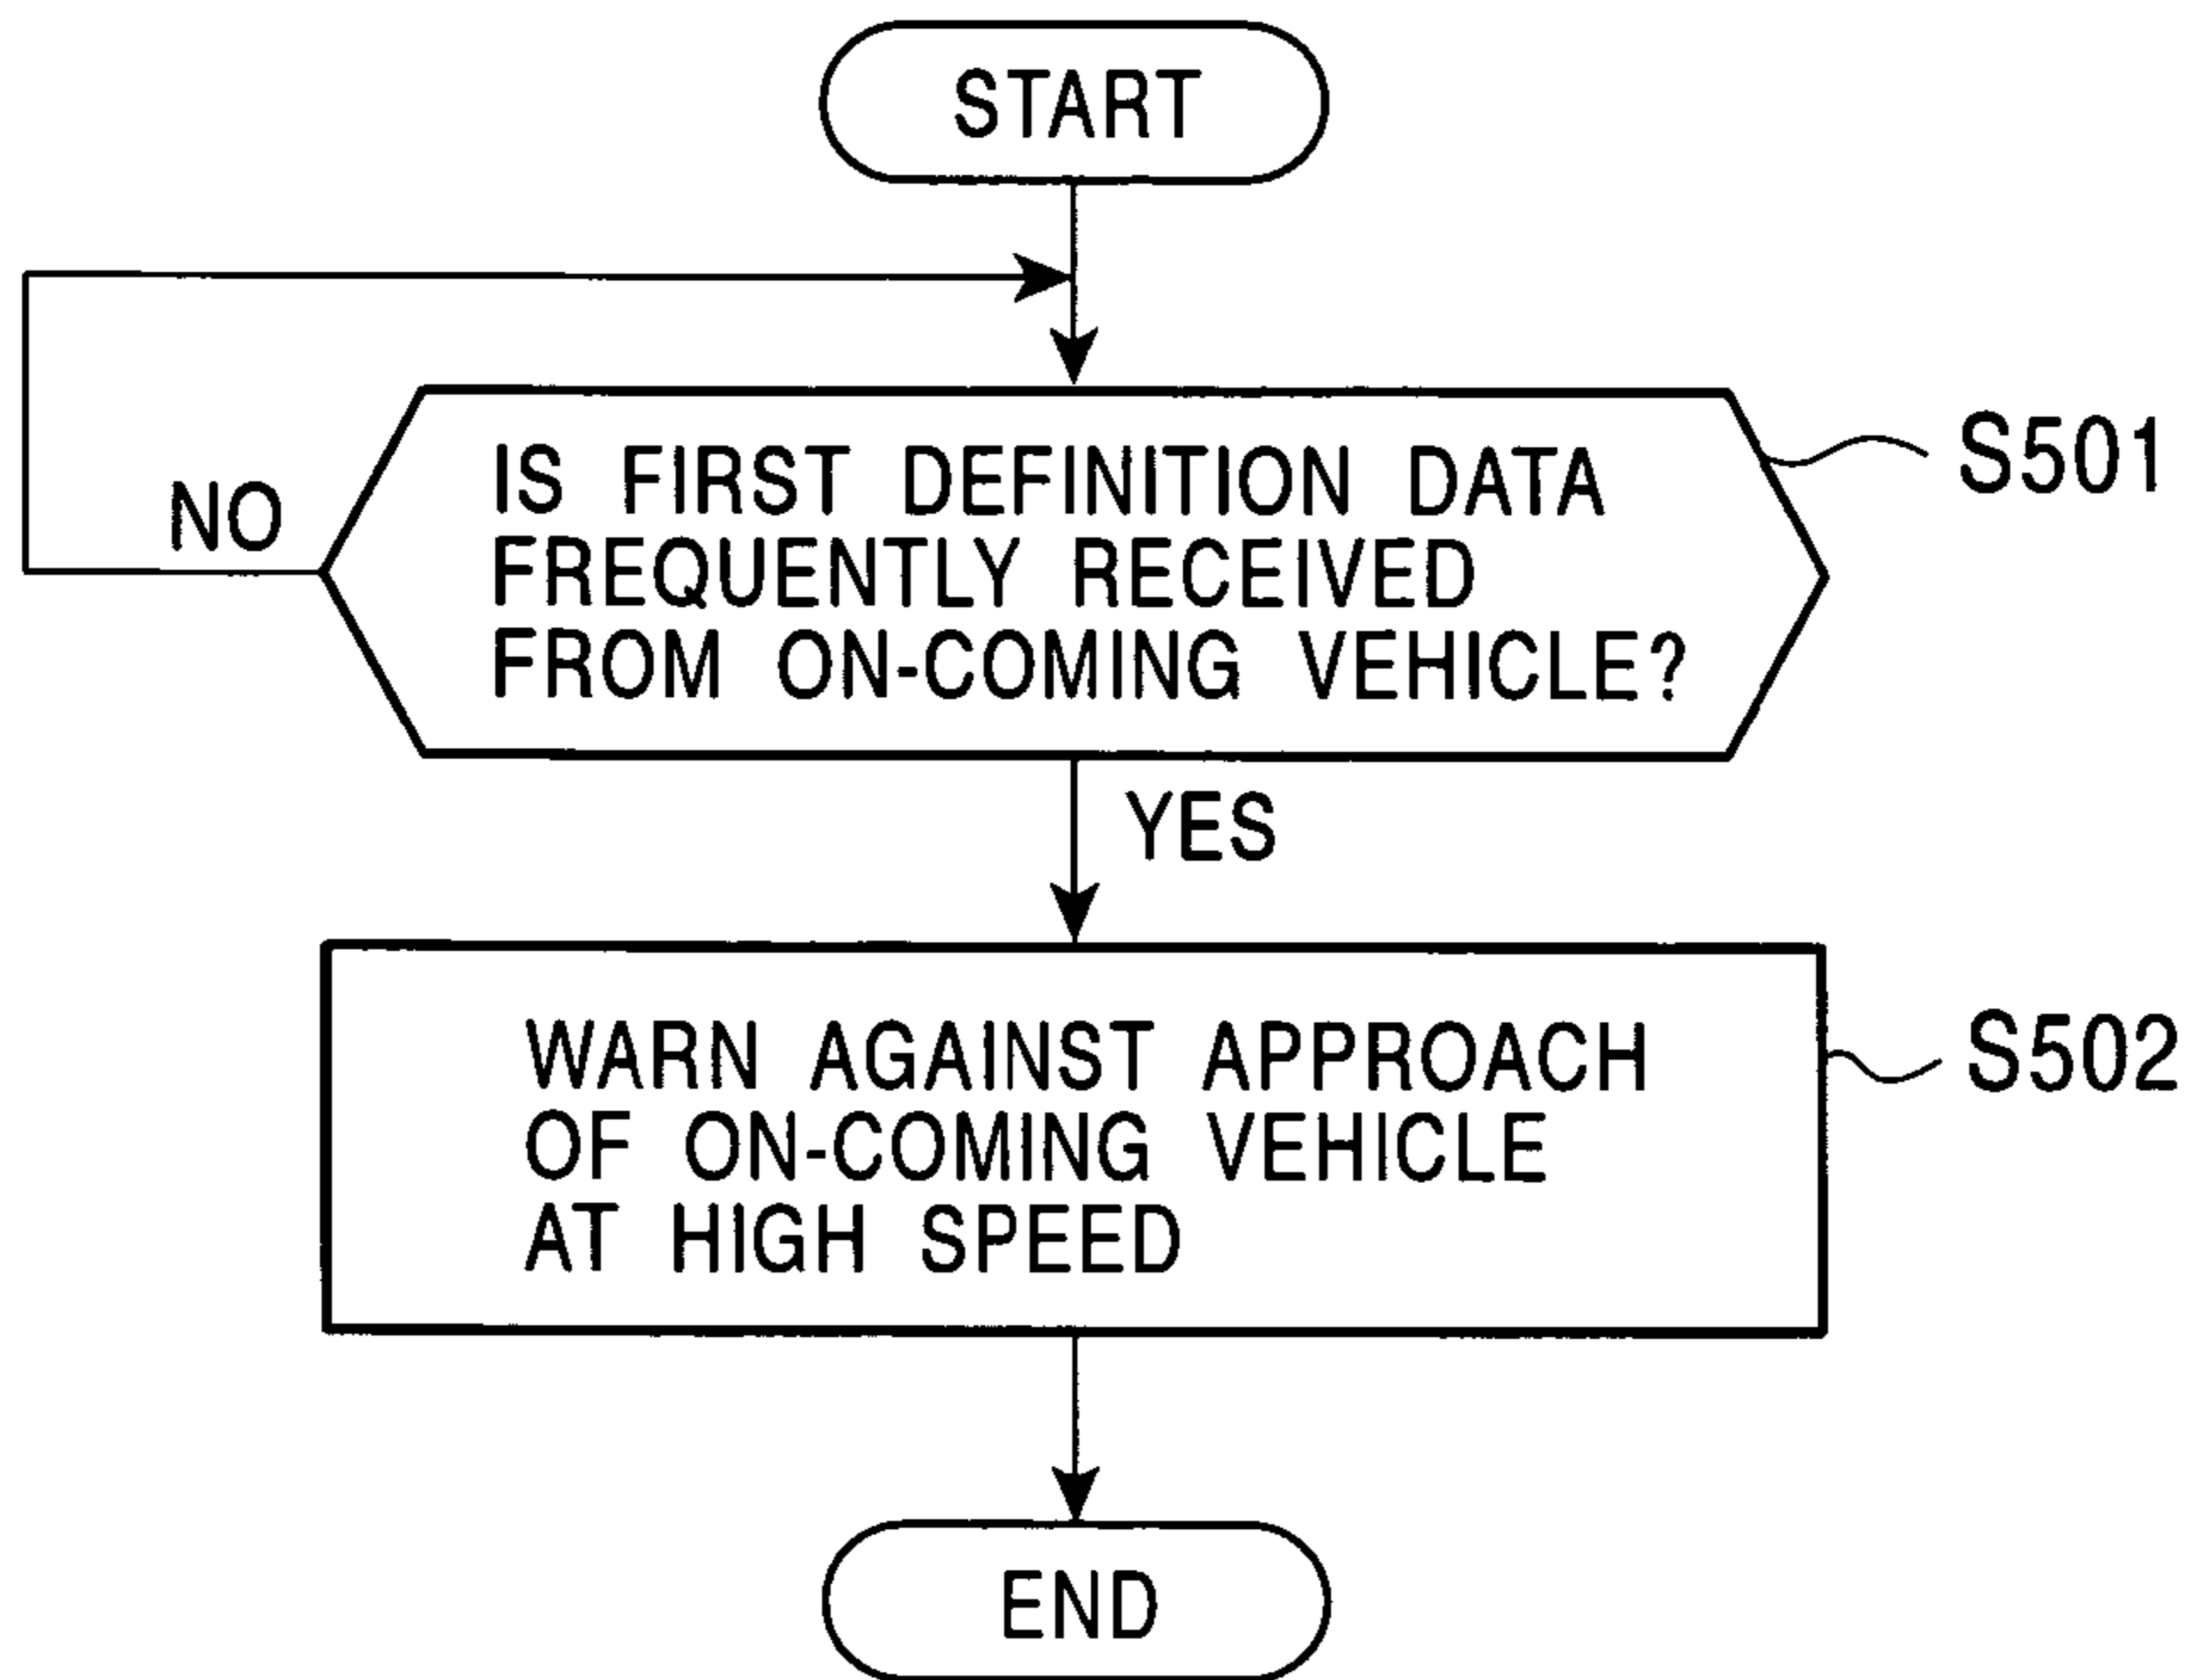 START
IS FIRST DEFINITION DATA
FREQUENTLY RECEIVED
FROM ON-COMING VEHICLE?
S501
NO
YES
WARN AGAINST APPROACH
OF ON-COMING VEHICLE
AT HIGH SPEED
S502
END